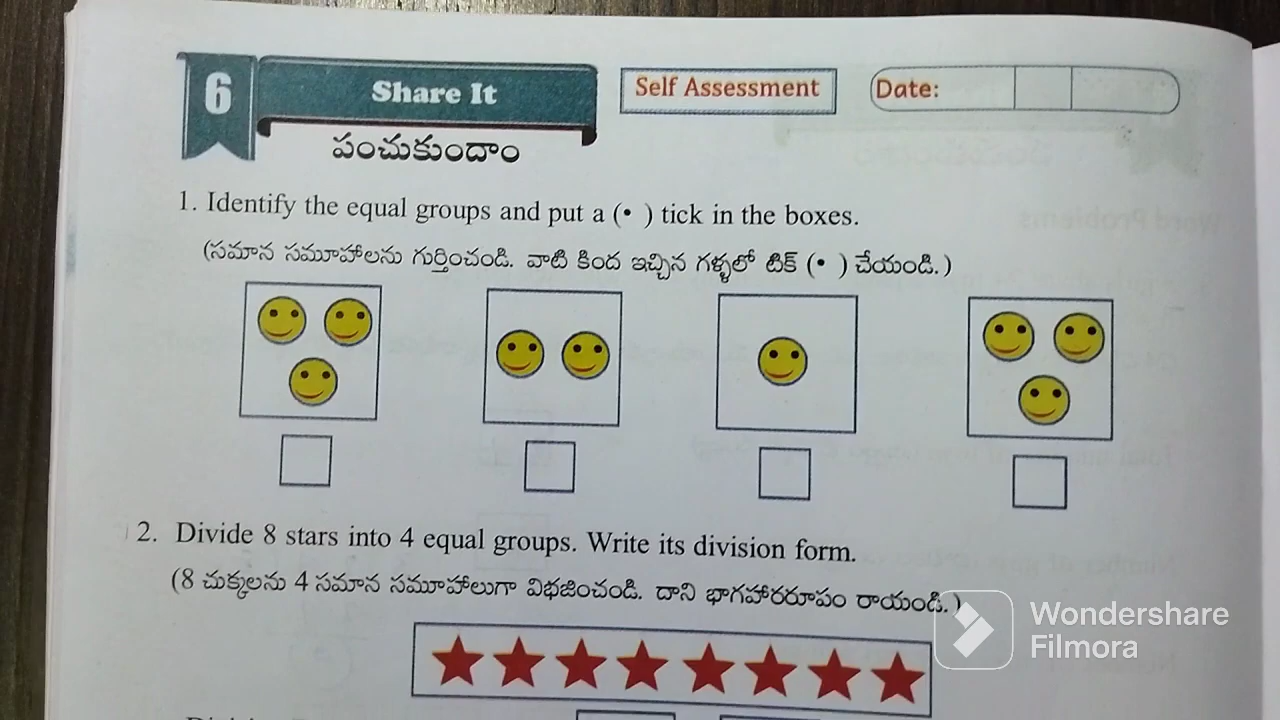 6
Share It
Self Assessment
Date:
పంచుకుందాం
1. Identify the equal groups and put a (• ) tick in the boxes.
(సమాన సమూహాలను గుర్తించండి. వాటి కింద ఇచ్చిన గళ్ళలో టిక్ (• ) చేయండి.)
2. Divide 8 stars into 4 equal groups. Write its division form.
(8 చుక్కలను 4 సమాన సమూహాలుగా విభజించండి. దాని భాగహారరూపం రాయండి.)
Wondershare
Filmora